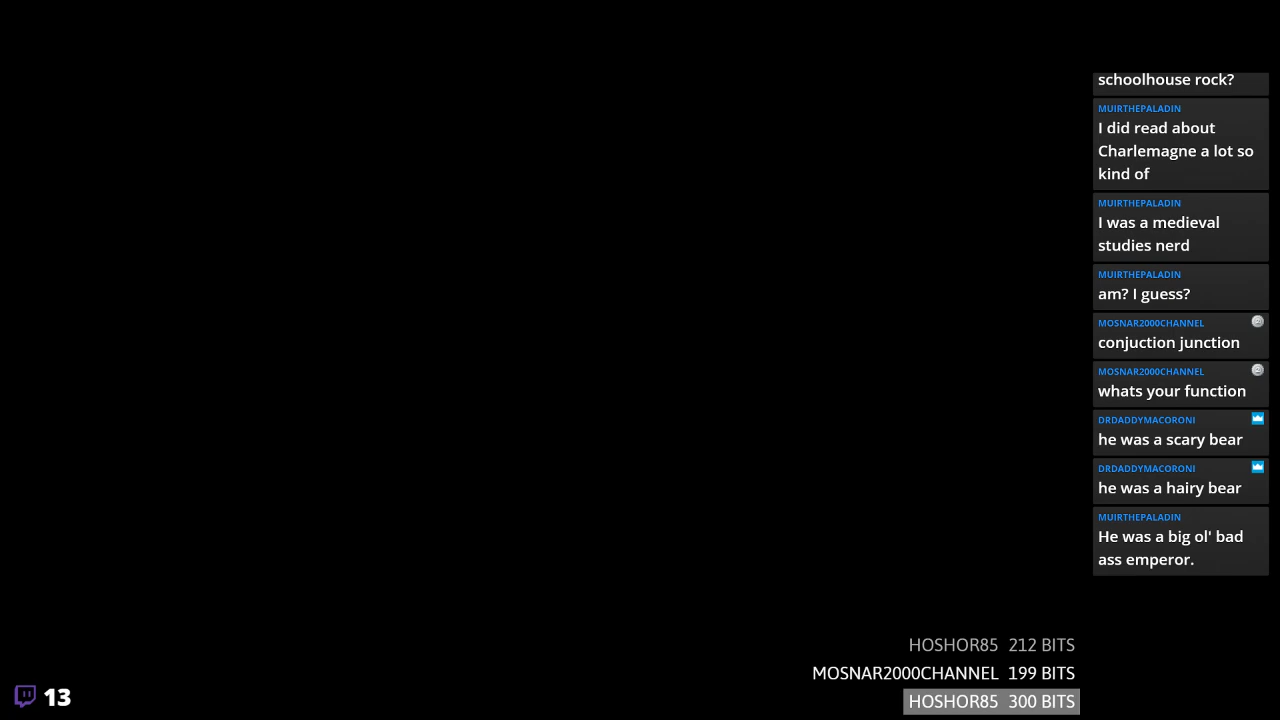 schoolhouse rock?
MUIRTHEPALADIN
I did read about
Charlemagne a lot so
kind of
MUIRTHEPALADIN
I was a medieval
studies nerd
MUIRTHEPALADIN
am? I guess?
MOSNAR2000CHANNEL
conjuction junction
MOSNAR2000CHANNEL
whats your function
DRDADDYMACORONI
he was a scary bear
DRDADDYMACORONI
he was a hairy bear
MUIRTHEPALADIN
He was a big ol' bad
ass emperor.
HOSHOR85 212 BITS
MOSNAR2000CHANNEL 199 BITS
HOSHOR85 300 BITS
13